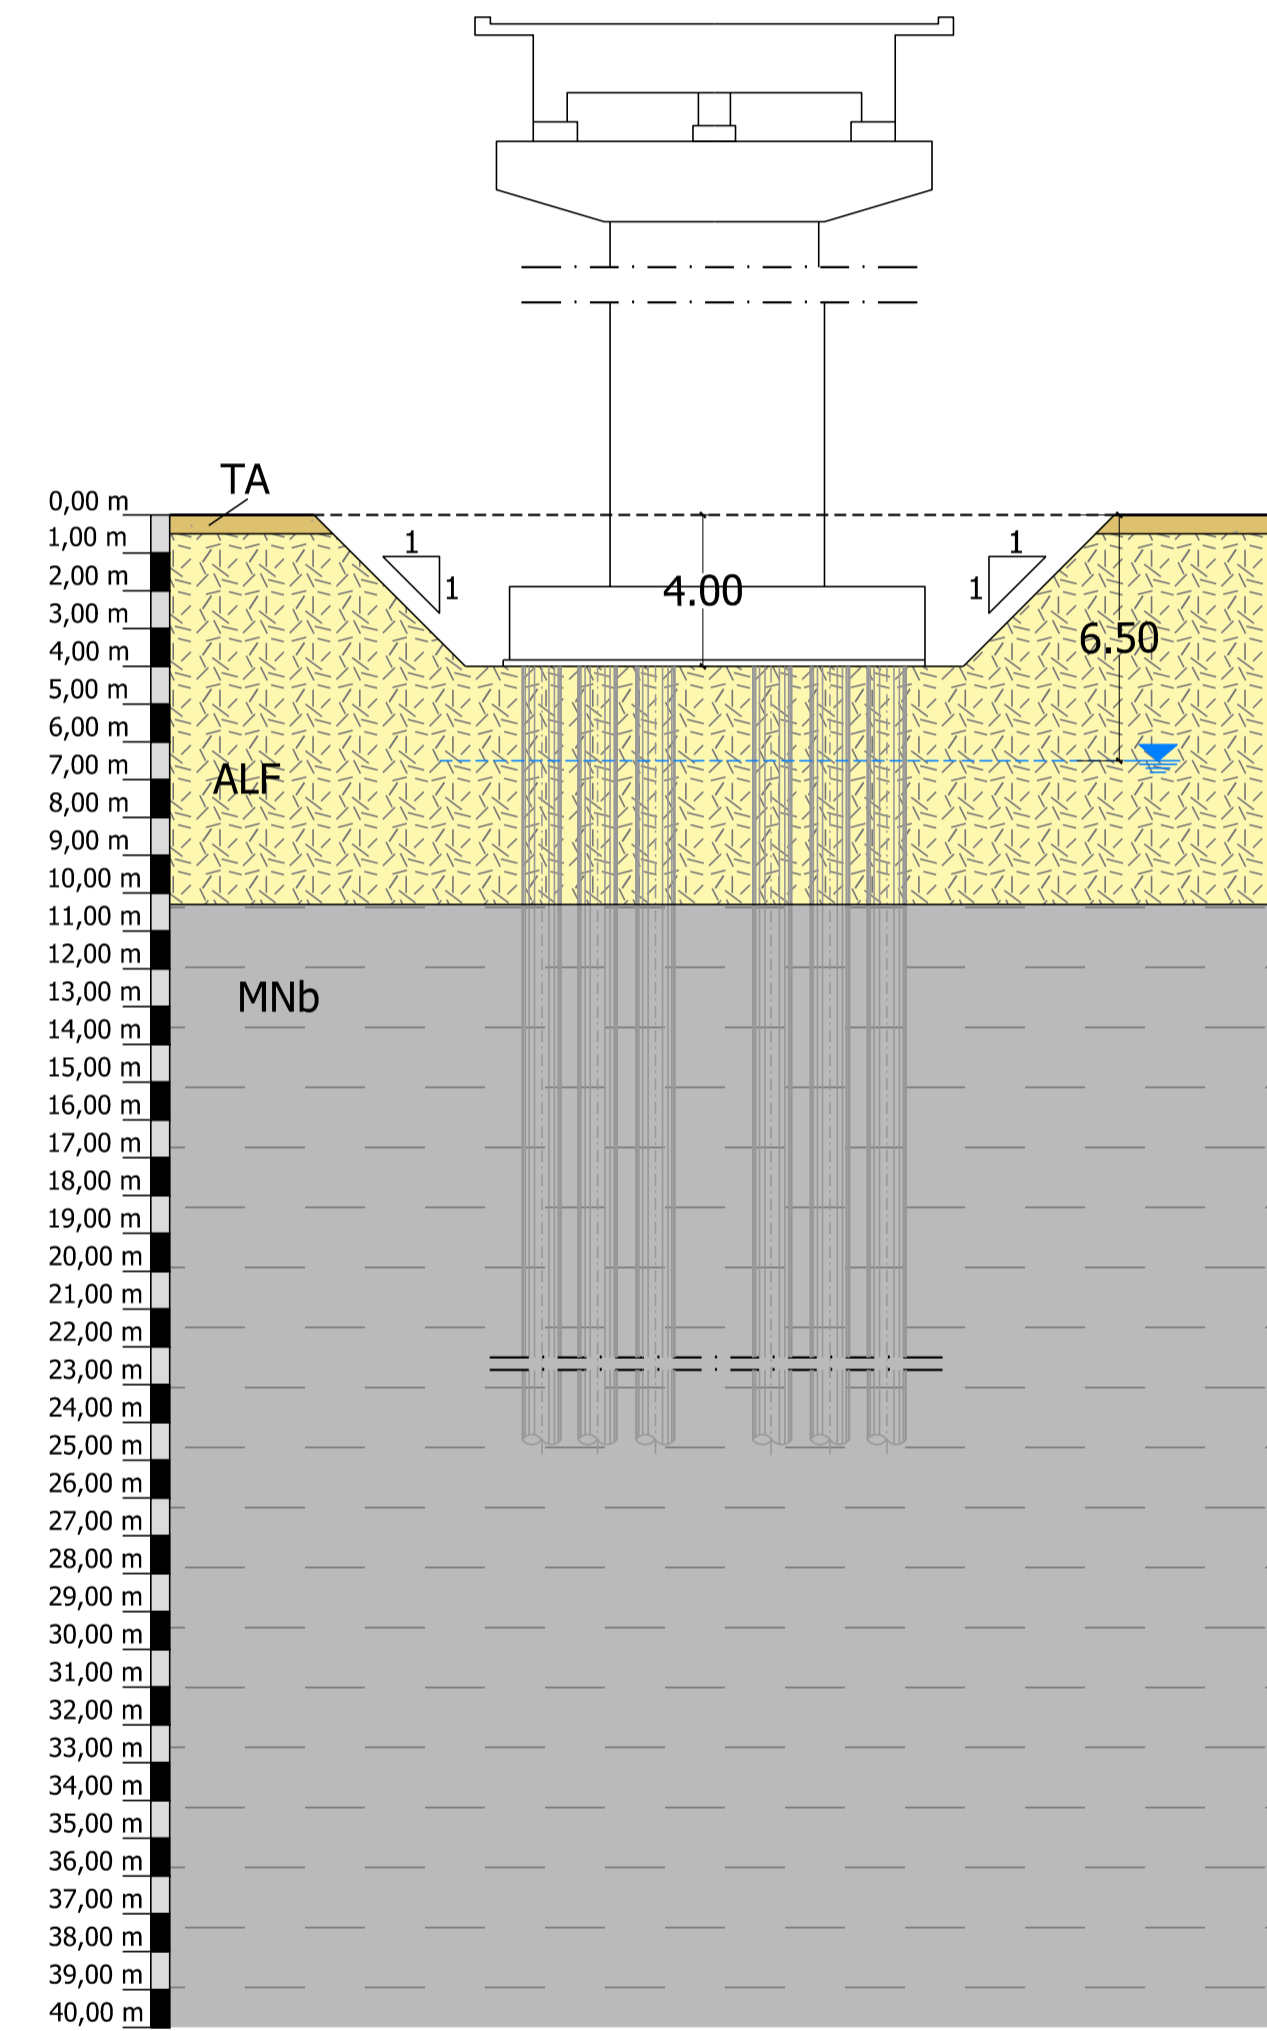 TA
0,00 m
1,00 m
1
1
2,00 m
1
1
4.00
3,00 m
4,00 m
6.50
5,00 m
6,00 m
7,00 m
ALF
8,00 m
9,00 m
10,00 m
11,00 m
12,00 m
13,00 m
MNb
14,00 m
15,00 m
16,00 m
17,00 m
18,00 m
19,00 m
20,00 m
21,00 m
22,00 m
23,00 m
24,00 m
25,00 m
26,00 m
27,00 m
28,00 m
29,00 m
30,00 m
31,00 m
32,00 m
33,00 m
34,00 m
35,00 m
36,00 m
37,00 m
38,00 m
39,00 m
40,00 m